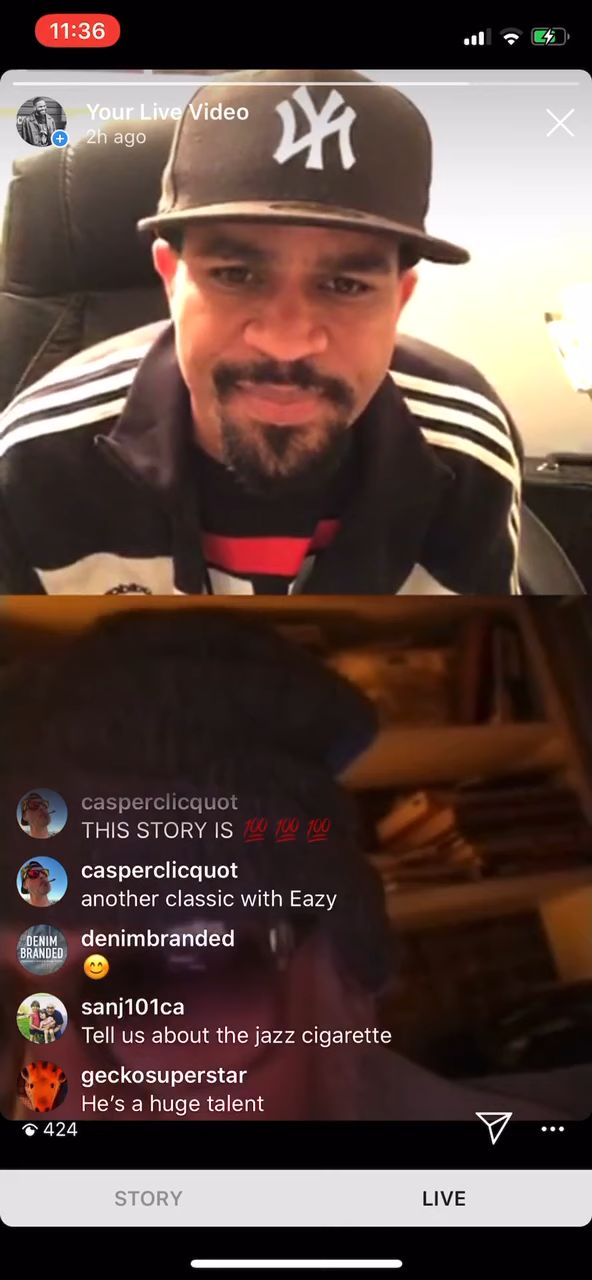 11:36
Your Live Video
2h ago
NY
casperclicquot
THIS STORY IS 💯 💯 💯
casperclicquot
another classic with Eazy
DENIM
BRANDED
denimbranded
😊
sanj101ca
Tell us about the jazz cigarette
geckosuperstar
He’s a huge talent
424
STORY
LIVE